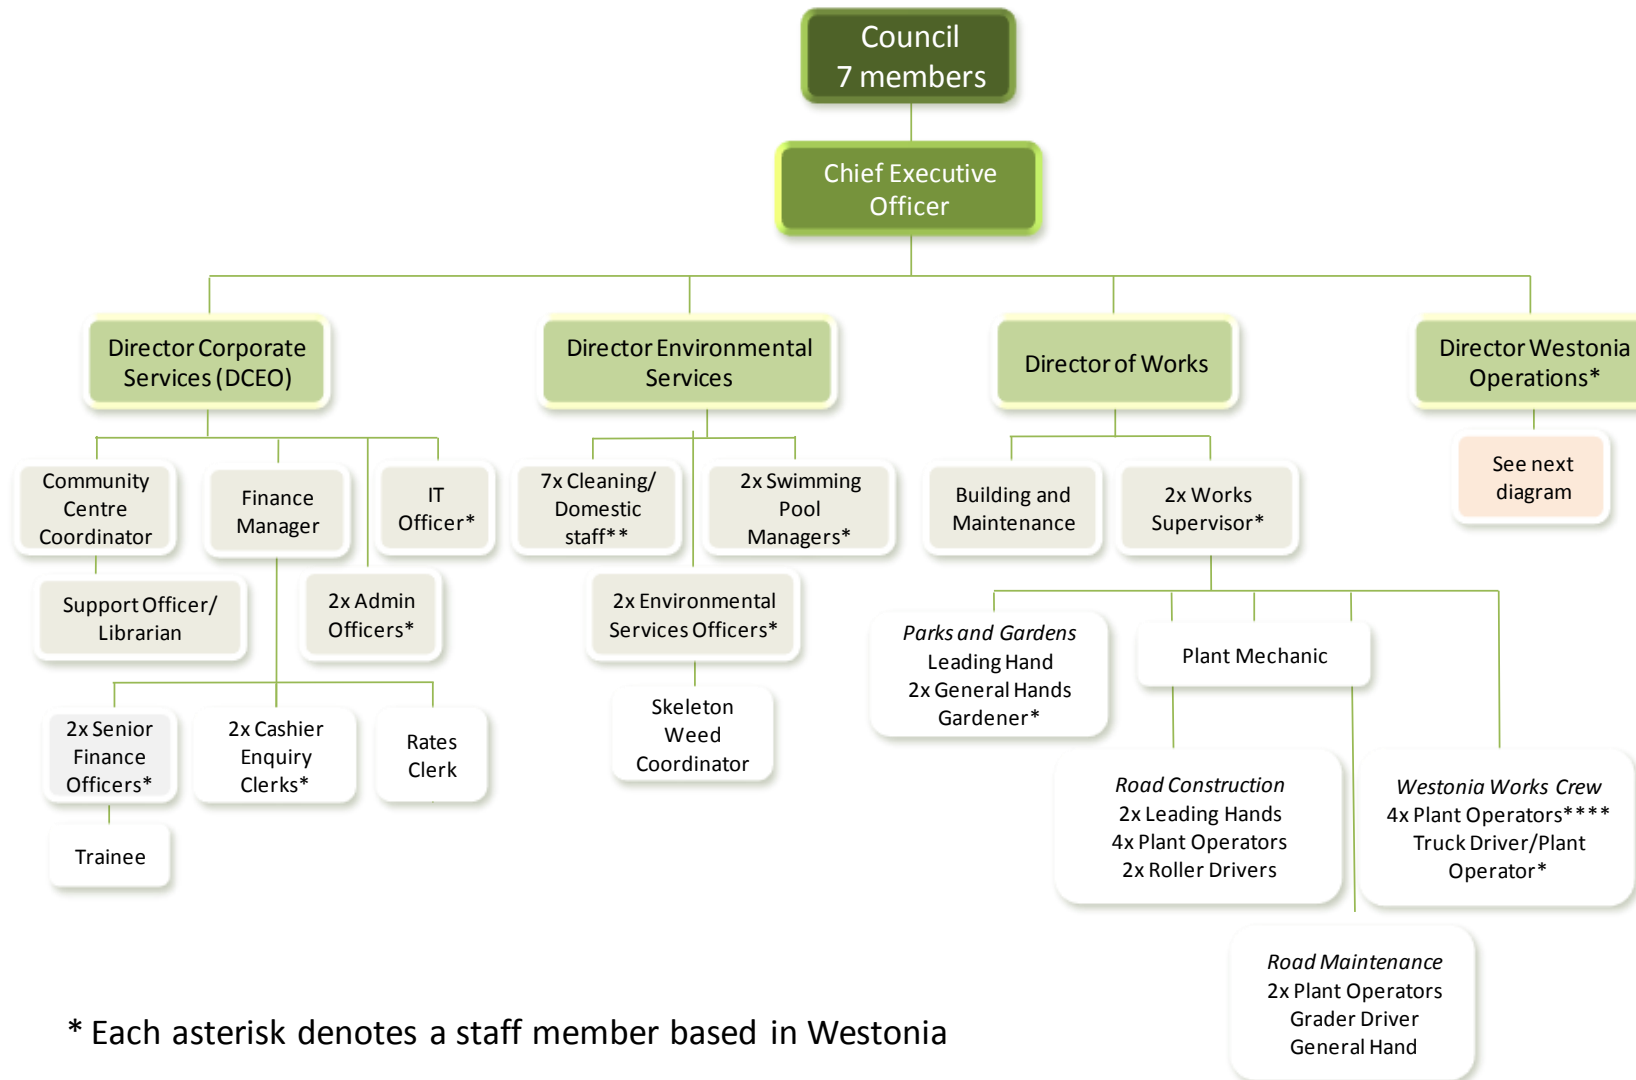 Council
7 members
Chief Executive
Officer
Director Corporate
Services (DCEO)
Director Environmental
Services
Director of Works
Director Westonia
Operations*
Community
Centre
Coordinator
Finance
Manager
IT
Officer*
7x Cleaning/
Domestic
staff**
2x Swimming
Pool
Managers*
Building and
Maintenance
2x Works
Supervisor*
See next
diagram
Support Officer/
Librarian
2x Admin
Officers*
2x Environmental
Services Officers*
Parks and Gardens
Leading Hand
2x General Hands
Gardener*
Plant Mechanic
2x Senior
Finance
Officers*
2x Cashier
Enquiry
Clerks*
Rates
Clerk
Skeleton
Weed
Coordinator
Road Construction
2x Leading Hands
4x Plant Operators
2x Roller Drivers
Westonia Works Crew
4x Plant Operators****
Truck Driver/Plant
Operator*
Trainee
Road Maintenance
2x Plant Operators
Grader Driver
General Hand
* Each asterisk denotes a staff member based in Westonia